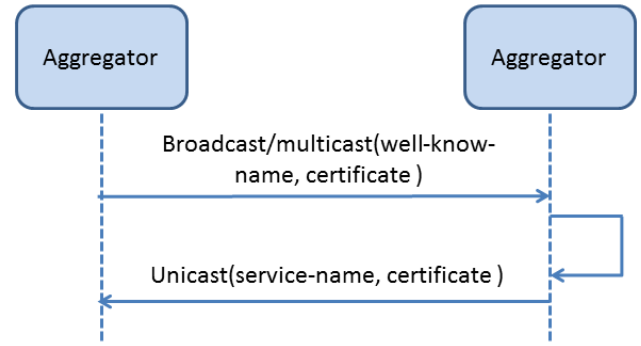 Aggregator
Aggregator
Broadcast/multicast(well-know-
name, certificate )
Unicast(service-name, certificate )